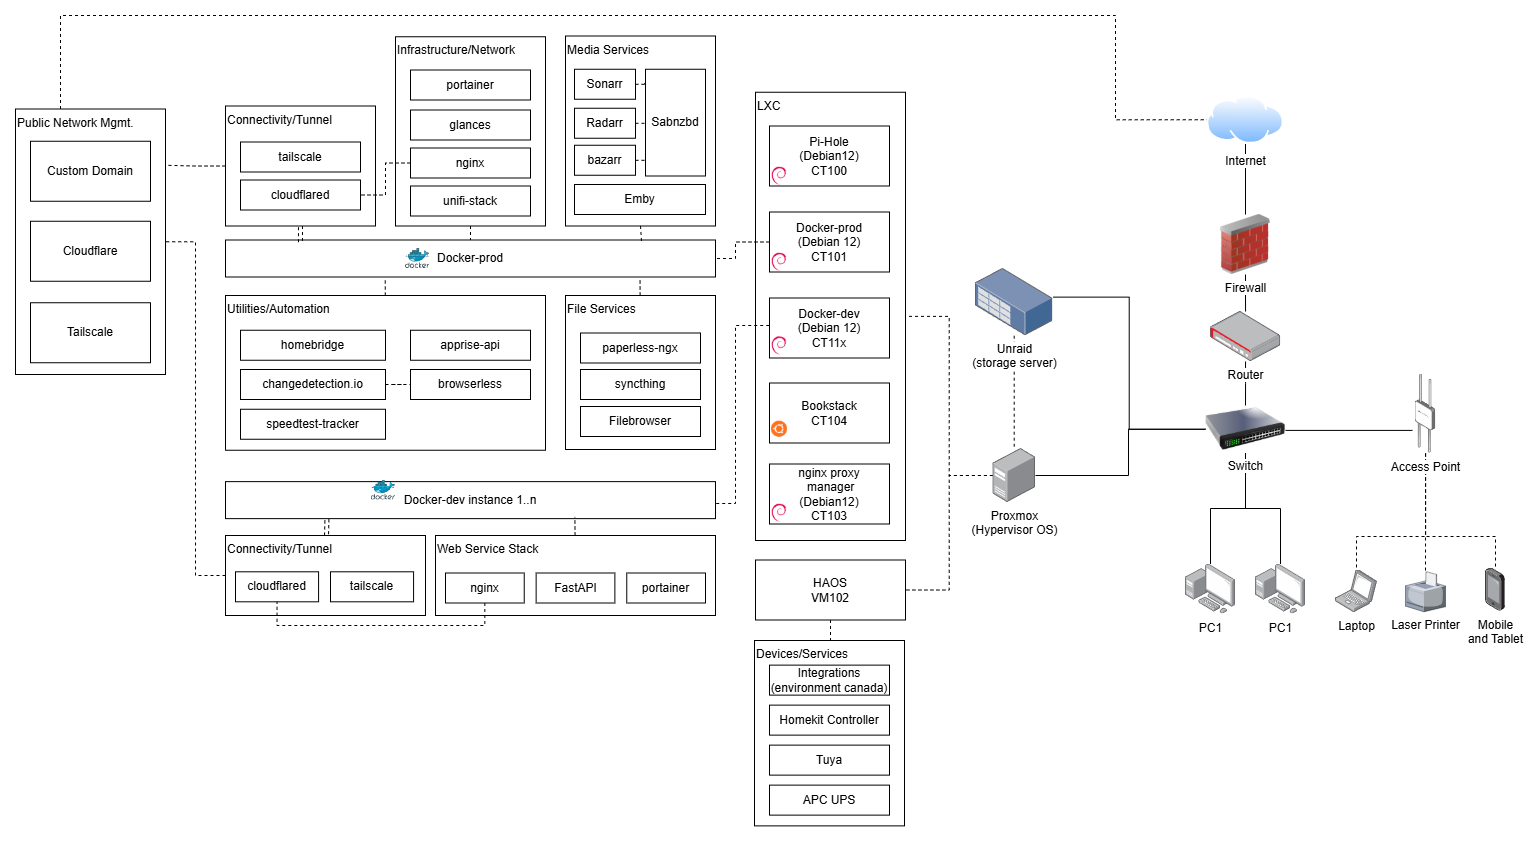 Public Network Mgmt.
Custom Domain
Cloudflare
Tailscale
Connectivity/Tunnel
tailscale
cloudflared
Infrastructure/Network
portainer
glances
nginx
unifi-stack
Media Services
Sonarr
Radarr
bazarr
Sabnzbd
Emby
docker
Docker-prod
Utilities/Automation
homebridge
apprise-api
changedetection.io
browserless
speedtest-tracker
File Services
paperless-ngx
syncthing
Filebrowser
docker
Docker-dev instance 1..n
Connectivity/Tunnel
cloudflared
tailscale
Web Service Stack
nginx
FastAPI
portainer
LXC
Pi-Hole
(Debian12)
CT100
Docker-prod
(Debian 12)
CT101
Docker-dev
(Debian 12)
CT11x
Bookstack
CT104
nginx proxy
manager
(Debian12)
CT103
HAOS
VM102
Devices/Services
Integrations
(environment canada)
Homekit Controller
Tuya
APC UPS
Unraid
(storage server)
Proxmox
(Hypervisor OS)
Internet
Firewall
Router
Switch
Access Point
PC1
PC1
Laptop
Laser Printer
Mobile
and Tablet